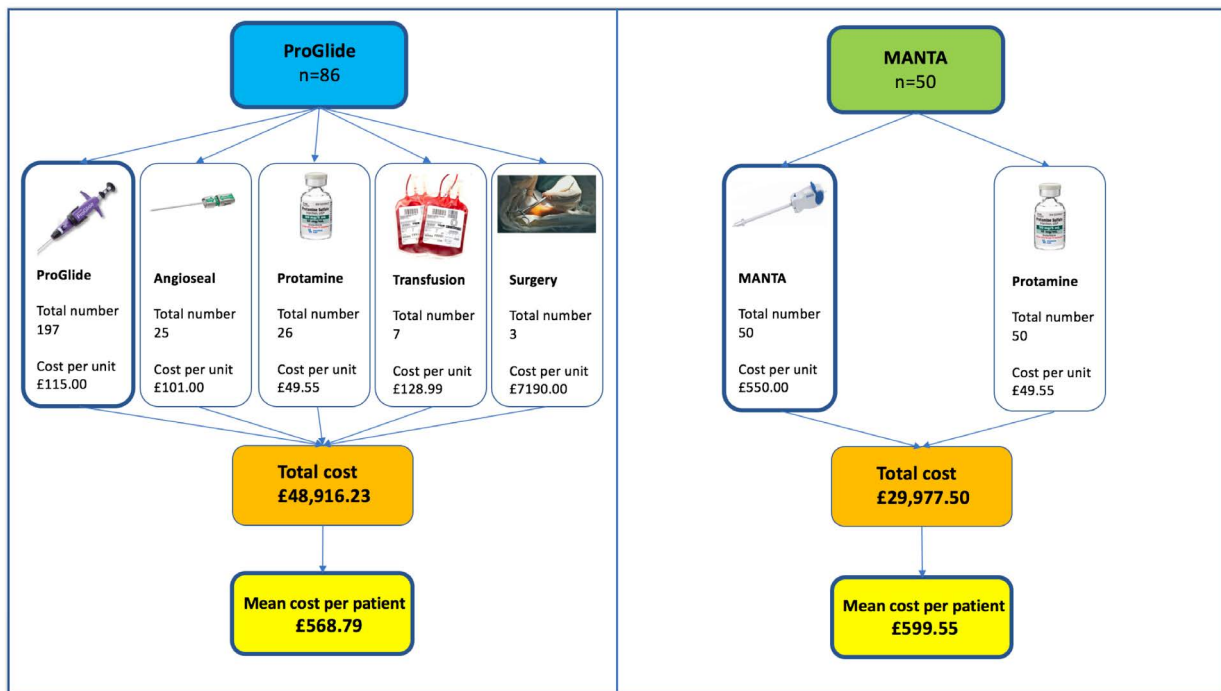 ProGlide
n=86
ProGlide
Total number
197
Cost per unit
£115.00
Angioseal
Total number
25
Cost per unit
£101.00
Protamine
Total number
26
Cost per unit
£49.55
Transfusion
Total number
7
Cost per unit
£128.99
Surgery
Total number
3
Cost per unit
£7190.00
Total cost
£48,916.23
Mean cost per patient
£568.79
MANTA
n=50
MANTA
Total number
50
Cost per unit
£550.00
Protamine
Total number
50
Cost per unit
£49.55
Total cost
£29,977.50
Mean cost per patient
£599.55